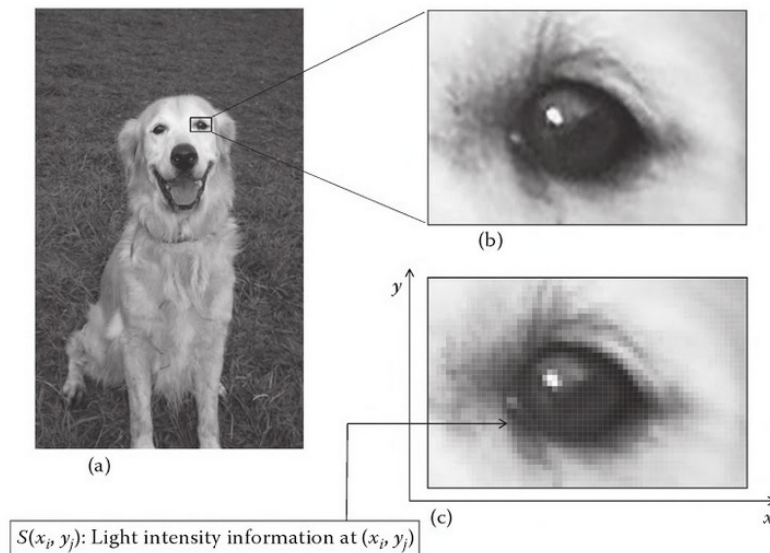 (b)
y
(a)
(c)
x
S(xᵢ, yⱼ): Light intensity information at (xᵢ, yⱼ)